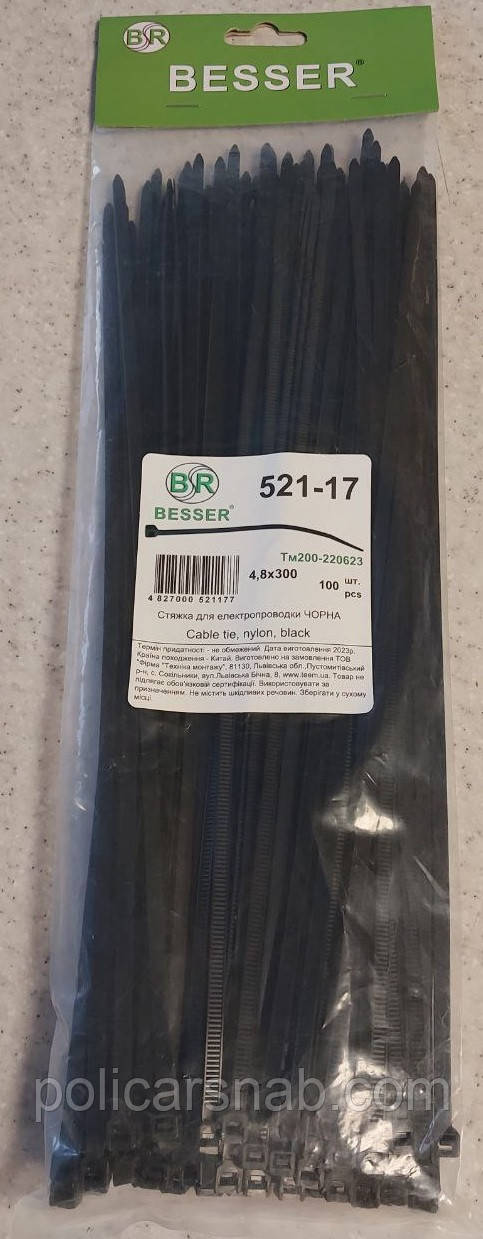 BSR
BESSER®
BSR
BESSER®
521-17
Тм200-220623
4 827000 521177
4,8x300
100 шт.
pcs
Стяжка для електропроводки ЧОРНА
Cable tie, nylon, black
Термін придатності - не обмежений. Дата виготовлення 2023р.
Країна походження - Китай. Виготовлено на замовлення ТОВ
"Фірма "Техніка монтажу", 81130, Львівська обл.,Пустомитівський
р-н, с. Сокільники, вул.Львівська Бічна, 8, www.teem.ua. Товар не
підлягає обов'язковій сертифікації. Використовувати за
призначенням. Не містить шкідливих речовин. Зберігати у сухому
місці.
policarsnab.com